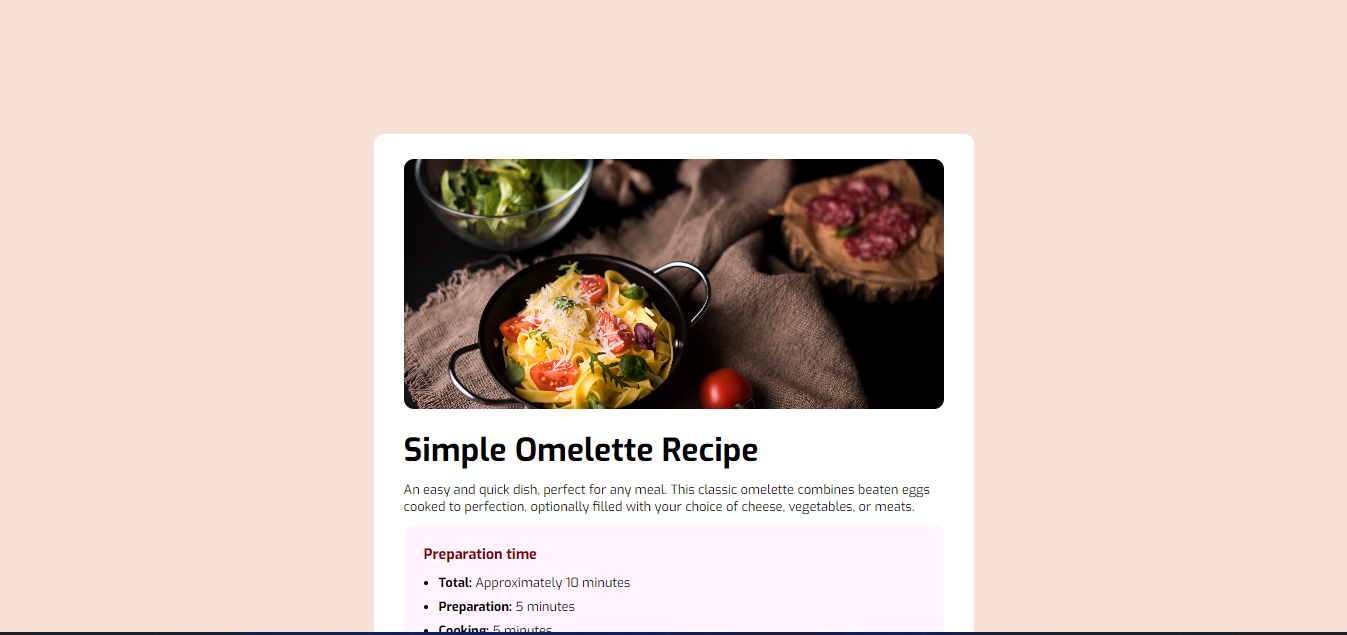 Simple Omelette Recipe
An easy and quick dish, perfect for any meal. This classic omelette combines beaten eggs
cooked to perfection, optionally filled with your choice of cheese, vegetables, or meats.
Preparation time
• Total: Approximately 10 minutes
• Preparation: 5 minutes
• Cooking: 5 minutes